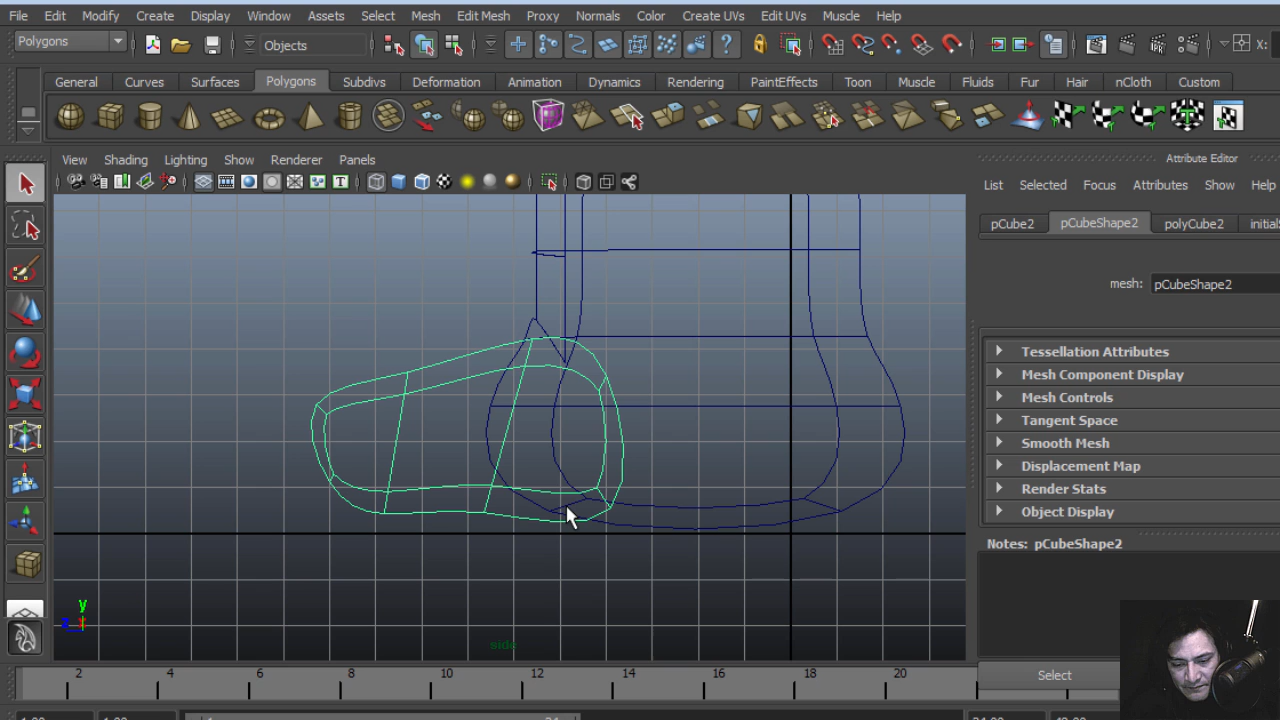 File Edit Modify Create Display Window Assets Select Mesh Edit Mesh Proxy Normals Color Create UVs Edit UVs Muscle Help
Polygons Objects X:
General Curves Surfaces Polygons Subdivs Deformation Animation Dynamics Rendering PaintEffects Toon Muscle Fluids Fur Hair nCloth Custom
View Shading Lighting Show Renderer Panels
Attribute Editor
List Selected Focus Attributes Show Help
pCube2 pCubeShape2 polyCube2 initialS
mesh: pCubeShape2
Tessellation Attributes
Mesh Component Display
Mesh Controls
Tangent Space
Smooth Mesh
Displacement Map
Render Stats
Object Display
Notes: pCubeShape2
y
z
side
Select
2 4 6 8 10 12 14 16 18 20